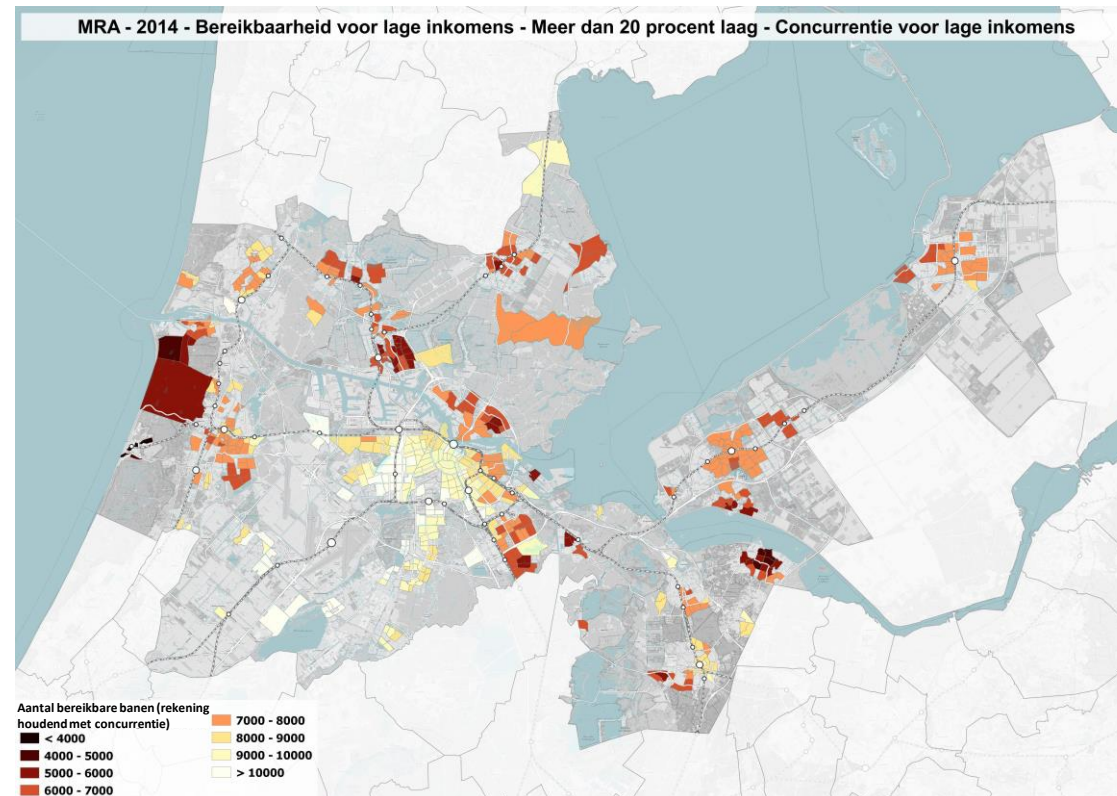 MRA - 2014 - Bereikbaarheid voor lage inkomens - Meer dan 20 procent laag - Concurrentie voor lage inkomens
Aantal bereikbare banen (rekening
houdend met concurrentie)
< 4000
4000 - 5000
5000 - 6000
6000 - 7000
7000 - 8000
8000 - 9000
9000 - 10000
> 10000